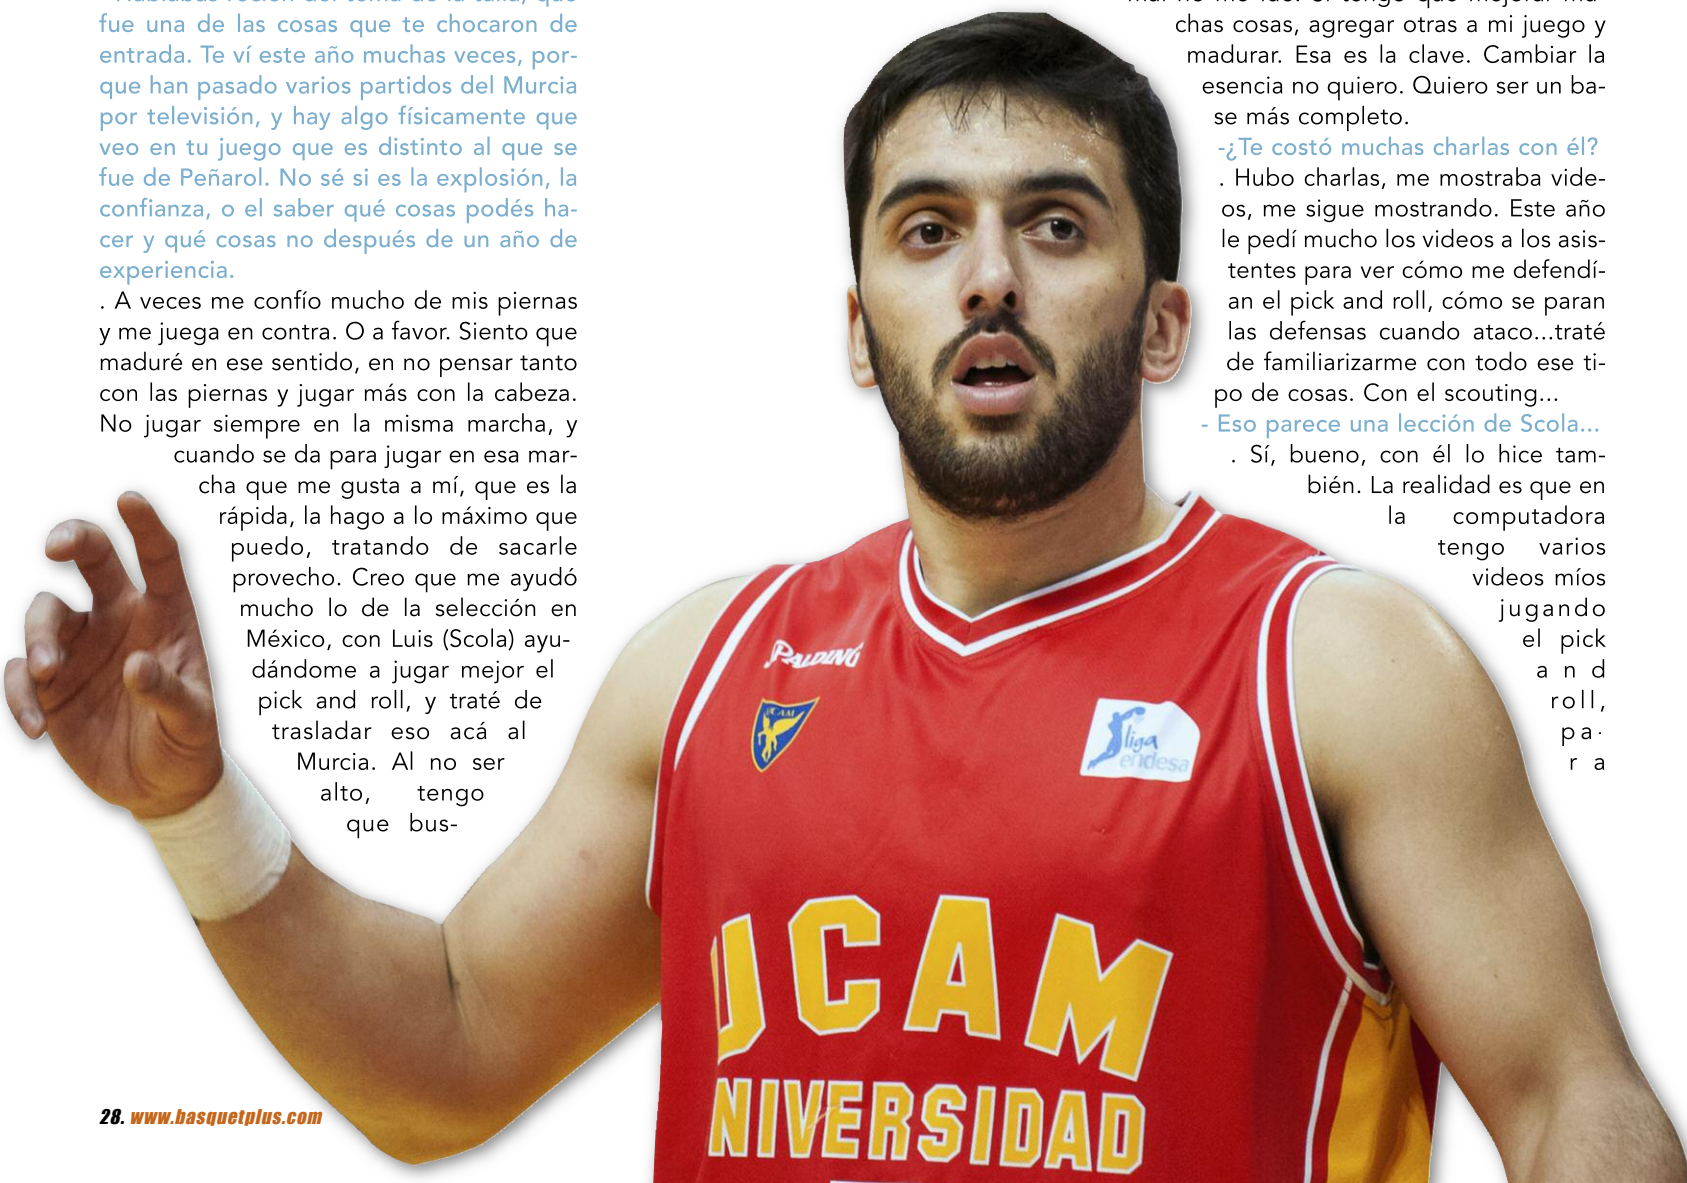 fue una de las cosas que te chocaron de
entrada. Te ví este año muchas veces, por-
que han pasado varios partidos del Murcia
por televisión, y hay algo físicamente que
veo en tu juego que es distinto al que se
fue de Peñarol. No sé si es la explosión, la
confianza, o el saber qué cosas podés ha-
cer y qué cosas no después de un año de
experiencia.
. A veces me confío mucho de mis piernas
y me juega en contra. O a favor. Siento que
maduré en ese sentido, en no pensar tanto
con las piernas y jugar más con la cabeza.
No jugar siempre en la misma marcha, y
cuando se da para jugar en esa mar-
cha que me gusta a mí, que es la
rápida, la hago a lo máximo que
puedo, tratando de sacarle
provecho. Creo que me ayudó
mucho lo de la selección en
México, con Luis (Scola) ayu-
dándome a jugar mejor el
pick and roll, y traté de
trasladar eso acá al
Murcia. Al no ser
alto, tengo
que bus-
chas cosas, agregar otras a mi juego y
madurar. Esa es la clave. Cambiar la
esencia no quiero. Quiero ser un ba-
se más completo.
-¿Te costó muchas charlas con él?
. Hubo charlas, me mostraba vide-
os, me sigue mostrando. Este año
le pedí mucho los videos a los asis-
tentes para ver cómo me defendí-
an el pick and roll, cómo se paran
las defensas cuando ataco...traté
de familiarizarme con todo ese ti-
po de cosas. Con el scouting...
- Eso parece una lección de Scola...
. Sí, bueno, con él lo hice tam-
bién. La realidad es que en
la computadora
tengo varios
videos míos
jugando
el pick
and
roll,
pa-
ra
SPALDING
UCAM
liga
endesa
UCAM
NIVERSIDAD
28. www.basquetplus.com